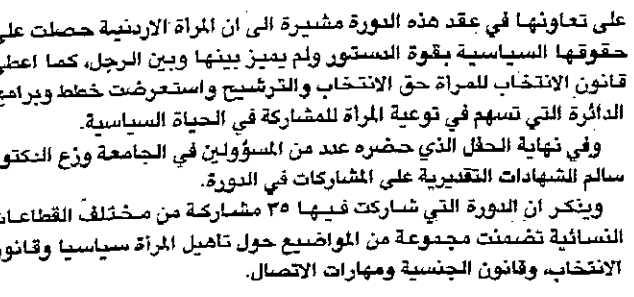 على تعاونها في عقد هذه الدورة مشيرة الى ان المرأة الاردنية حصلت على
حقوقها السياسية بقوة الدستور ولم يميز بينها وبين الرجل، كما اعطى
قانون الانتخاب للمرأة حق الانتخاب والترشيح واستعرضت خطط وبرامج
الدائرة التي تسهم في توعية المرأة للمشاركة في الحياة السياسية.
وفي نهاية الحفل الذي حضره عدد من المسؤولين في الجامعة وزع الدكتور
سالم الشهادات التقديرية على المشاركات في الدورة.
ويذكر ان الدورة التي شاركت فيها ٣٥ مشاركة من مختلف القطاعات
النسائية تضمنت مجموعة من المواضيع حول تاهيل المرأة سياسيا وقانون
الانتخاب، وقانون الجنسية ومهارات الاتصال.